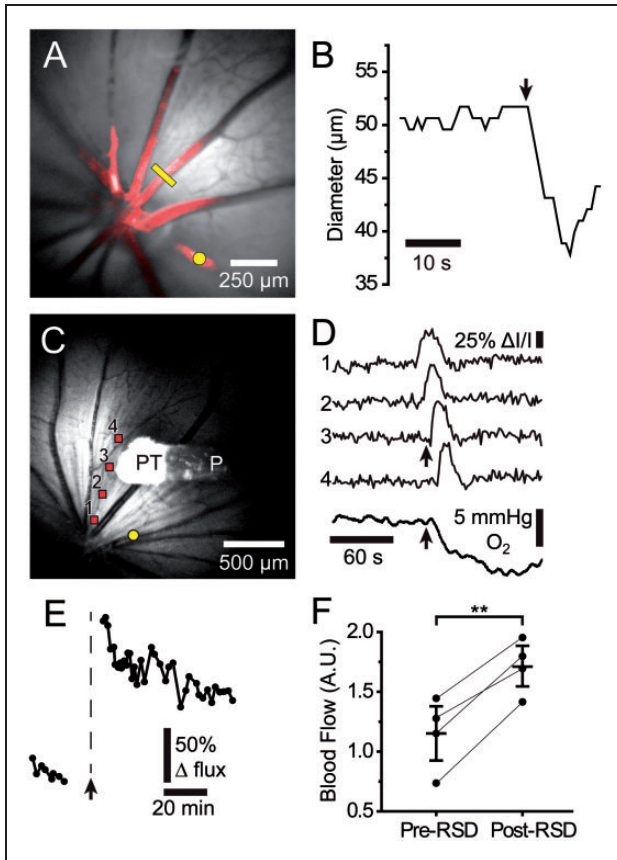 A
250 µm
B
Diameter (µm)
55
50
45
40
35
10 s
C
4
3
2
1
PT
P
500 µm
D
25% ΔI/I
1
2
3
4
5 mmHg
O2
60 s
E
50%
Δ flux
20 min
F
**
Blood Flow (A.U.)
2.0
1.5
1.0
0.5
Pre-RSD Post-RSD